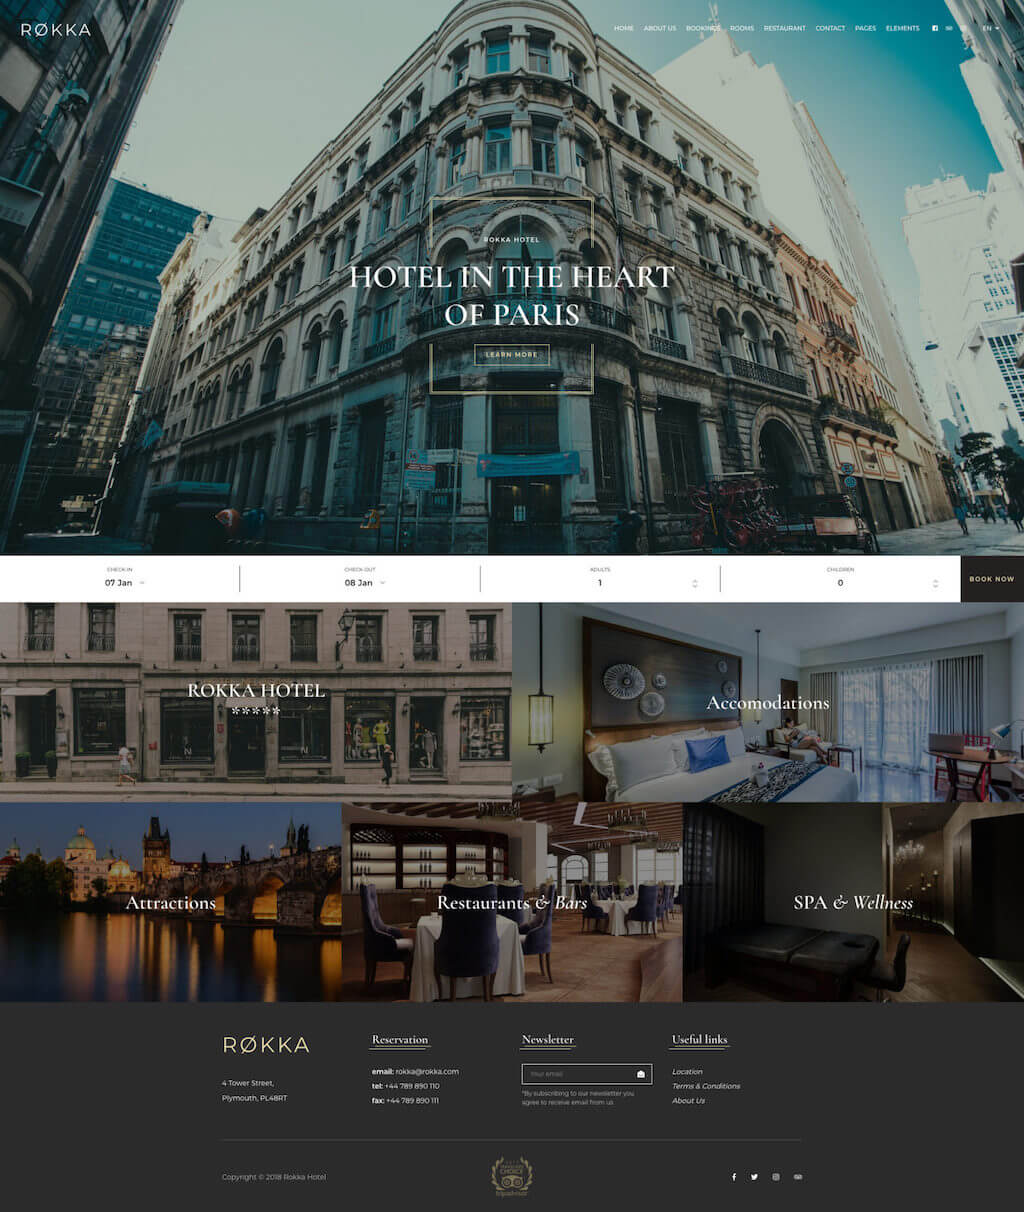 RØKKA
HOME ABOUT US BOOKINGS ROOMS RESTAURANT CONTACT PAGES ELEMENTS EN
ROKKA HOTEL
HOTEL IN THE HEART
OF PARIS
LEARN MORE
CHECK-IN
07 Jan
CHECK-OUT
08 Jan
ADULTS
1
CHILDREN
0
BOOK NOW
ROKKA HOTEL
*****
Accomodations
Attractions
Restaurants & Bars
SPA & Wellness
RØKKA
4 Tower Street,
Plymouth, PL48RT
Reservation
email: rokka@rokka.com
tel: +44 789 890 110
fax: +44 789 890 111
Newsletter
Your email
*By subscribing to our newsletter you
agree to receive email from us.
Useful links
Location
Terms & Conditions
About Us
Copyright © 2018 Rokka Hotel
CHOICE
tripadvisor